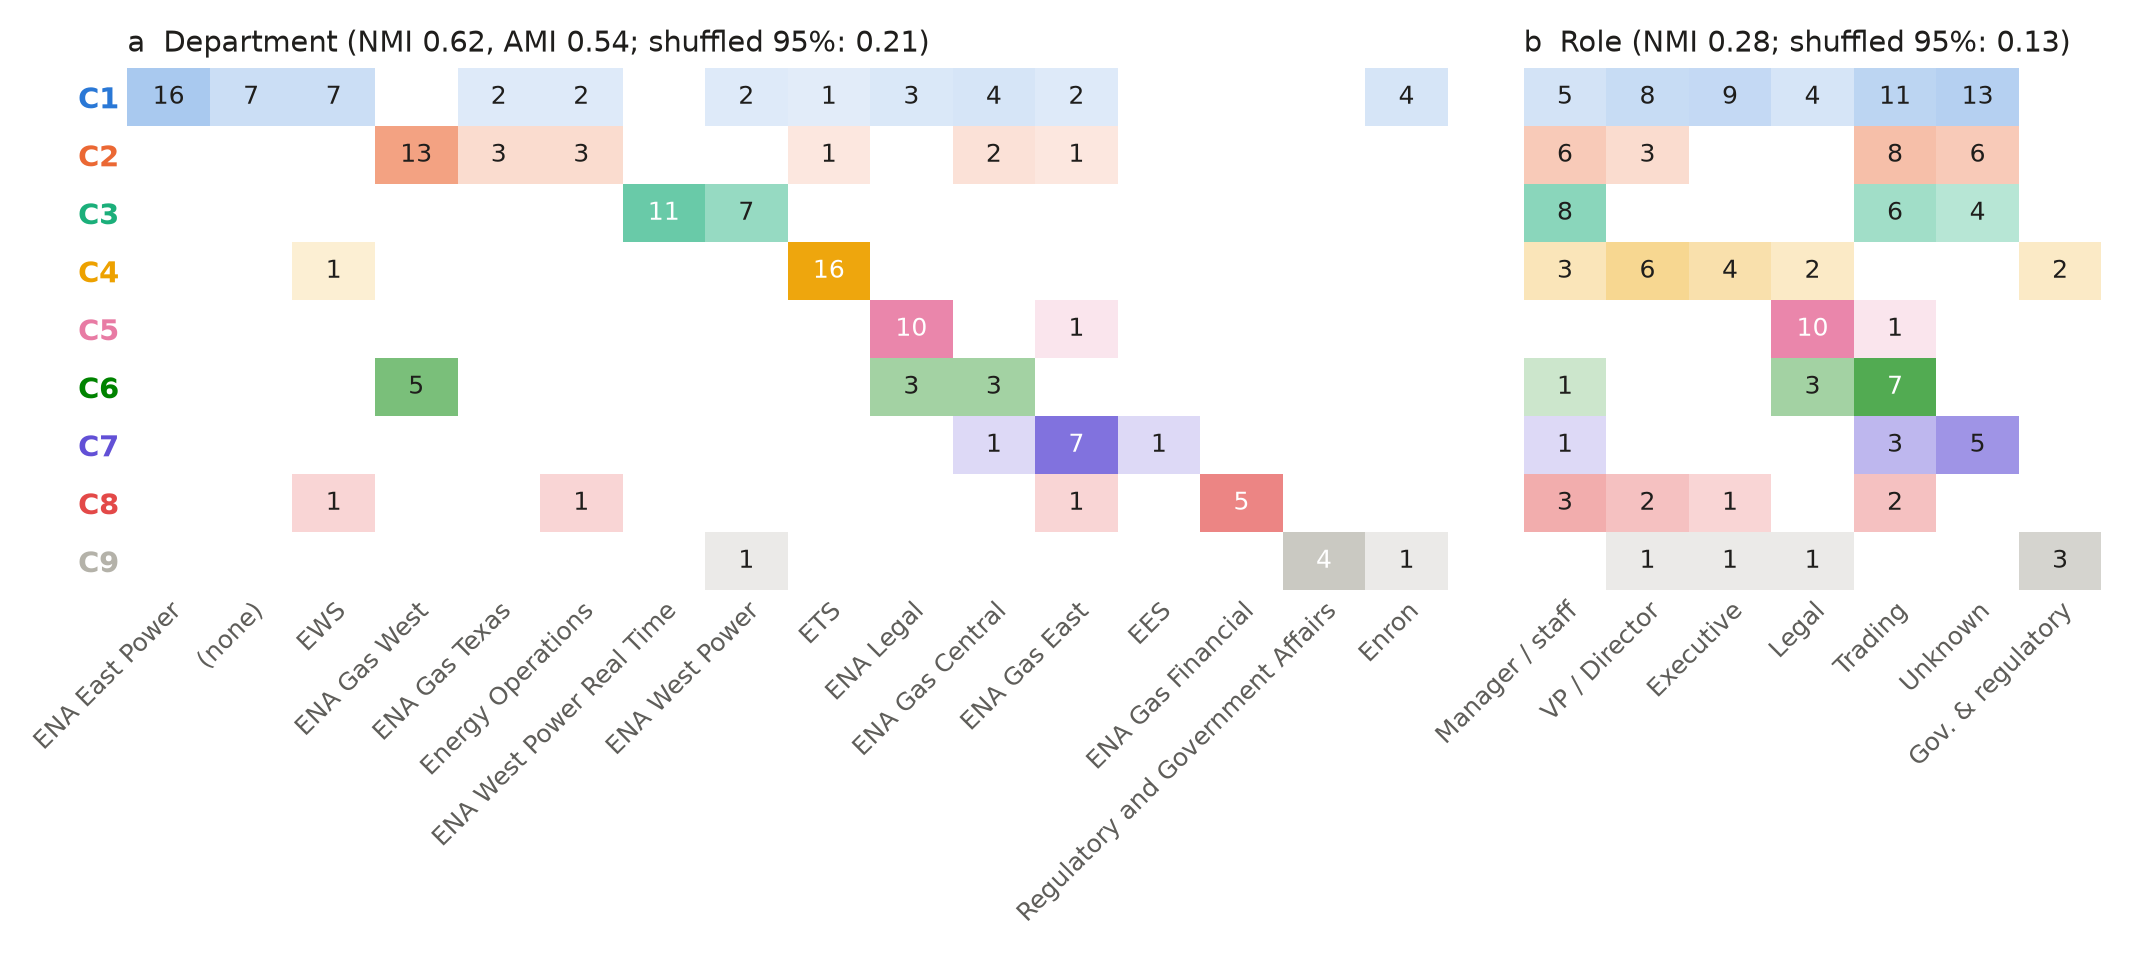 a  Department (NMI 0.62, AMI 0.54; shuffled 95%: 0.21)
b  Role (NMI 0.28; shuffled 95%: 0.13)
C1 16 7 7 2 2 2 1 3 4 2 4 5 8 9 4 11 13
C2 13 3 3 1 2 1 6 3 8 6
C3 11 7 8 6 4
C4 1 16 3 6 4 2 2
C5 10 1 10 1
C6 5 3 3 1 3 7
C7 1 7 1 1 3 5
C8 1 1 1 5 3 2 1 2
C9 1 4 1 1 1 1 3
ENA East Power
(none)
EWS
ENA Gas West
ENA Gas Texas
Energy Operations
ENA West Power Real Time
ENA West Power
ETS
ENA Legal
ENA Gas Central
ENA Gas East
EES
ENA Gas Financial
Regulatory and Government Affairs
Enron
Manager / staff
VP / Director
Executive
Legal
Trading
Unknown
Gov. & regulatory